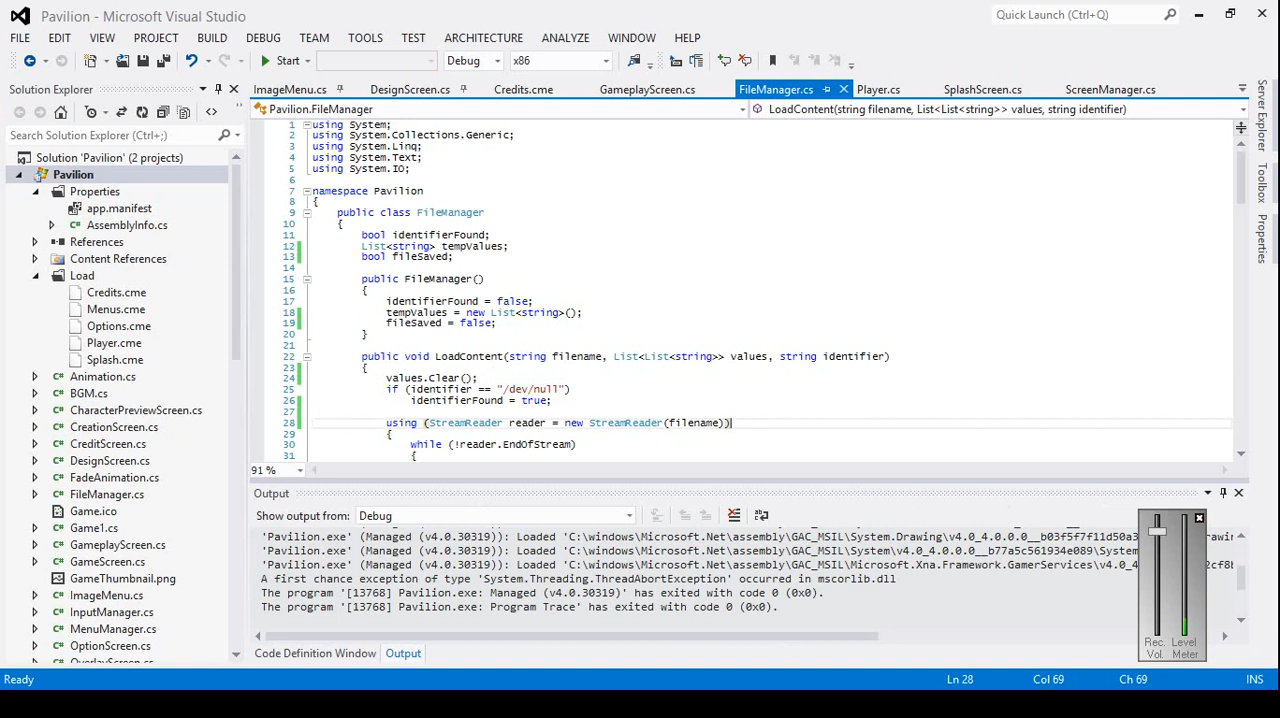 Pavilion - Microsoft Visual Studio
Quick Launch (Ctrl+Q)
FILE EDIT VIEW PROJECT BUILD DEBUG TEAM TOOLS TEST ARCHITECTURE ANALYZE WINDOW HELP
Start Debug x86
Solution Explorer
ImageMenu.cs DesignScreen.cs Credits.cme GameplayScreen.cs FileManager.cs Player.cs SplashScreen.cs ScreenManager.cs
Pavilion.FileManager LoadContent(string filename, List<List<string>> values, string identifier)
Search Solution Explorer (Ctrl+;)
Solution 'Pavilion' (2 projects)
Pavilion
Properties
app.manifest
AssemblyInfo.cs
References
Content References
Load
Credits.cme
Menus.cme
Options.cme
Player.cme
Splash.cme
Animation.cs
BGM.cs
CharacterPreviewScreen.cs
CreationScreen.cs
CreditScreen.cs
DesignScreen.cs
FadeAnimation.cs
FileManager.cs
Game.ico
Game1.cs
GameplayScreen.cs
GameScreen.cs
GameThumbnail.png
ImageMenu.cs
InputManager.cs
MenuManager.cs
OptionScreen.cs
OverlayScreen.cs
1 using System;
2 using System.Collections.Generic;
3 using System.Linq;
4 using System.Text;
5 using System.IO;
6
7 namespace Pavilion
8 {
9 public class FileManager
10 {
11 bool identifierFound;
12 List<string> tempValues;
13 bool fileSaved;
14
15 public FileManager()
16 {
17 identifierFound = false;
18 tempValues = new List<string>();
19 fileSaved = false;
20 }
21
22 public void LoadContent(string filename, List<List<string>> values, string identifier)
23 {
24 values.Clear();
25 if (identifier == "/dev/null")
26 identifierFound = true;
27
28 using (StreamReader reader = new StreamReader(filename))
29 {
30 while (!reader.EndOfStream)
31 {
91 %
Output
Show output from: Debug
'Pavilion.exe' (Managed (v4.0.30319)): Loaded 'C:\windows\Microsoft.Net\assembly\GAC_MSIL\System.Drawing\v4.0_4.0.0.0__b03f5f7f11d50a3
'Pavilion.exe' (Managed (v4.0.30319)): Loaded 'C:\windows\Microsoft.Net\assembly\GAC_MSIL\System\v4.0_4.0.0.0__b77a5c561934e089\System
'Pavilion.exe' (Managed (v4.0.30319)): Loaded 'C:\windows\Microsoft.Net\assembly\GAC_MSIL\Microsoft.Xna.Framework.GamerServices\v4.0_4
A first chance exception of type 'System.Threading.ThreadAbortException' occurred in mscorlib.dll
The program '[13768] Pavilion.exe: Managed (v4.0.30319)' has exited with code 0 (0x0).
The program '[13768] Pavilion.exe: Program Trace' has exited with code 0 (0x0).
Code Definition Window Output
Rec. Vol.
Level Meter
Server Explorer
Toolbox
Properties
Ready Ln 28 Col 69 Ch 69 INS